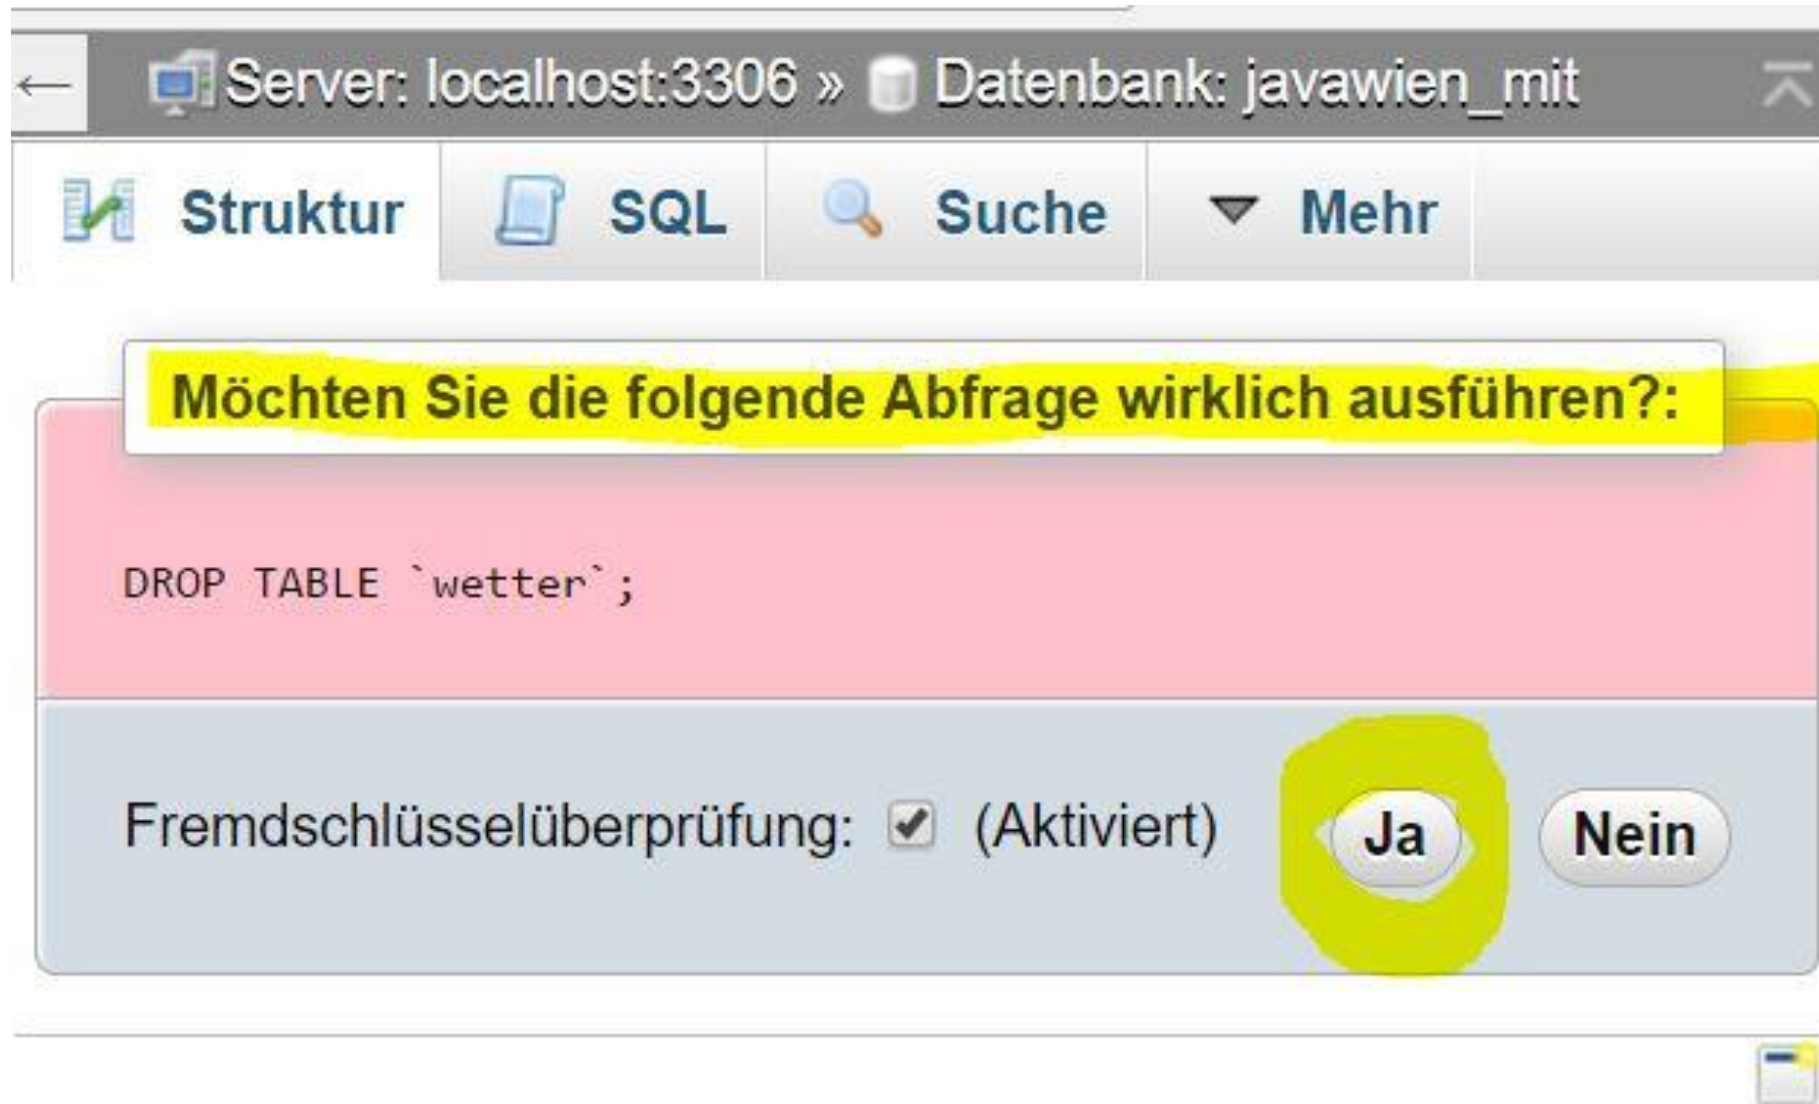 ← Server: localhost:3306 » Datenbank: javawien_mit
Struktur SQL Suche Mehr
Möchten Sie die folgende Abfrage wirklich ausführen?:
DROP TABLE `wetter`;
Fremdschlüsselüberprüfung: (Aktiviert) Ja Nein